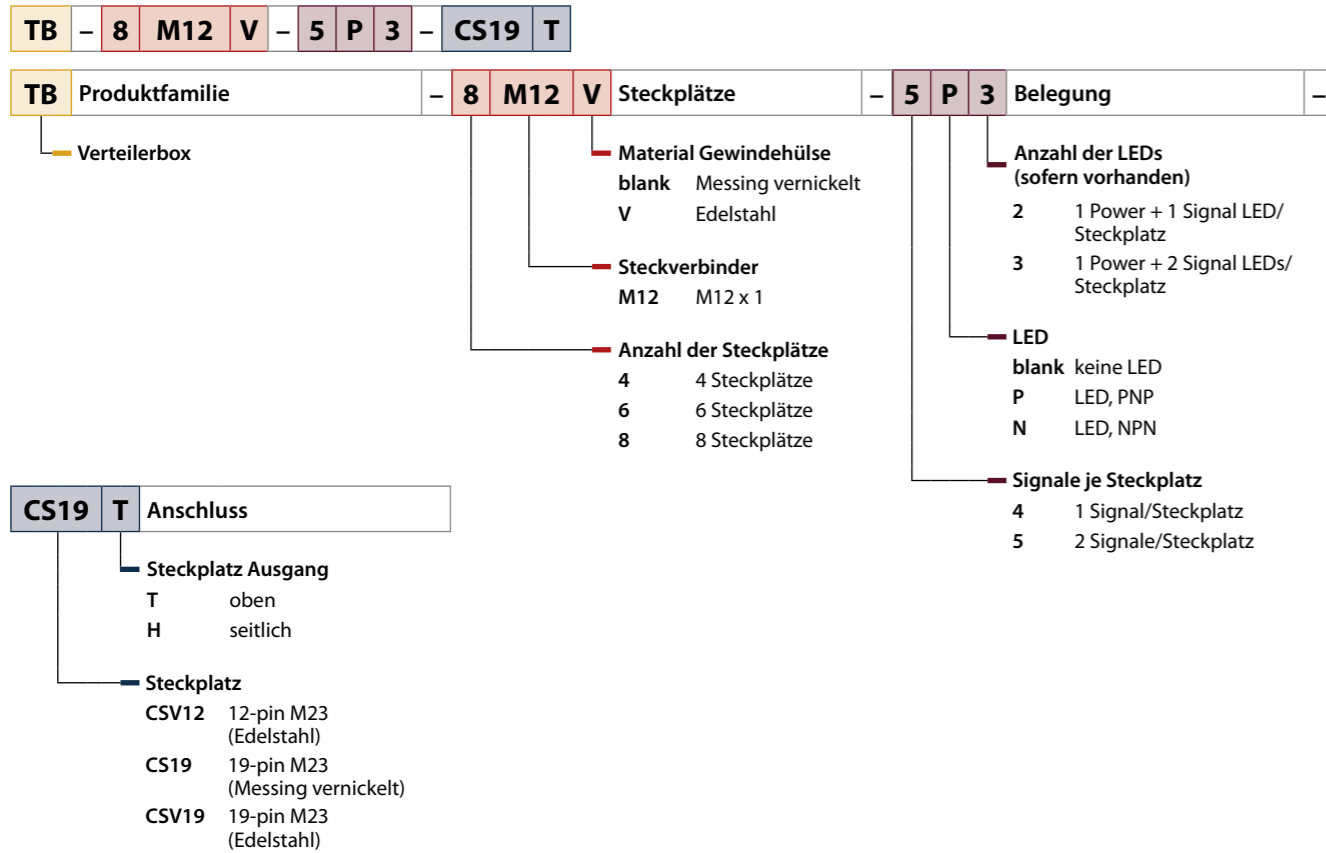 TB – 8 M12 V – 5 P 3 – CS19 T
TB Produktfamilie – 8 M12 V Steckplätze – 5 P 3 Belegung –
Verteilerbox
Material Gewindehülse
blank Messing vernickelt
V Edelstahl
Steckverbinder
M12 M12 x 1
Anzahl der Steckplätze
4 4 Steckplätze
6 6 Steckplätze
8 8 Steckplätze
Anzahl der LEDs
(sofern vorhanden)
2 1 Power + 1 Signal LED/
Steckplatz
3 1 Power + 2 Signal LEDs/
Steckplatz
LED
blank keine LED
P LED, PNP
N LED, NPN
Signale je Steckplatz
4 1 Signal/Steckplatz
5 2 Signale/Steckplatz
CS19 T Anschluss
Steckplatz Ausgang
T oben
H seitlich
Steckplatz
CSV12 12-pin M23
(Edelstahl)
CS19 19-pin M23
(Messing vernickelt)
CSV19 19-pin M23
(Edelstahl)